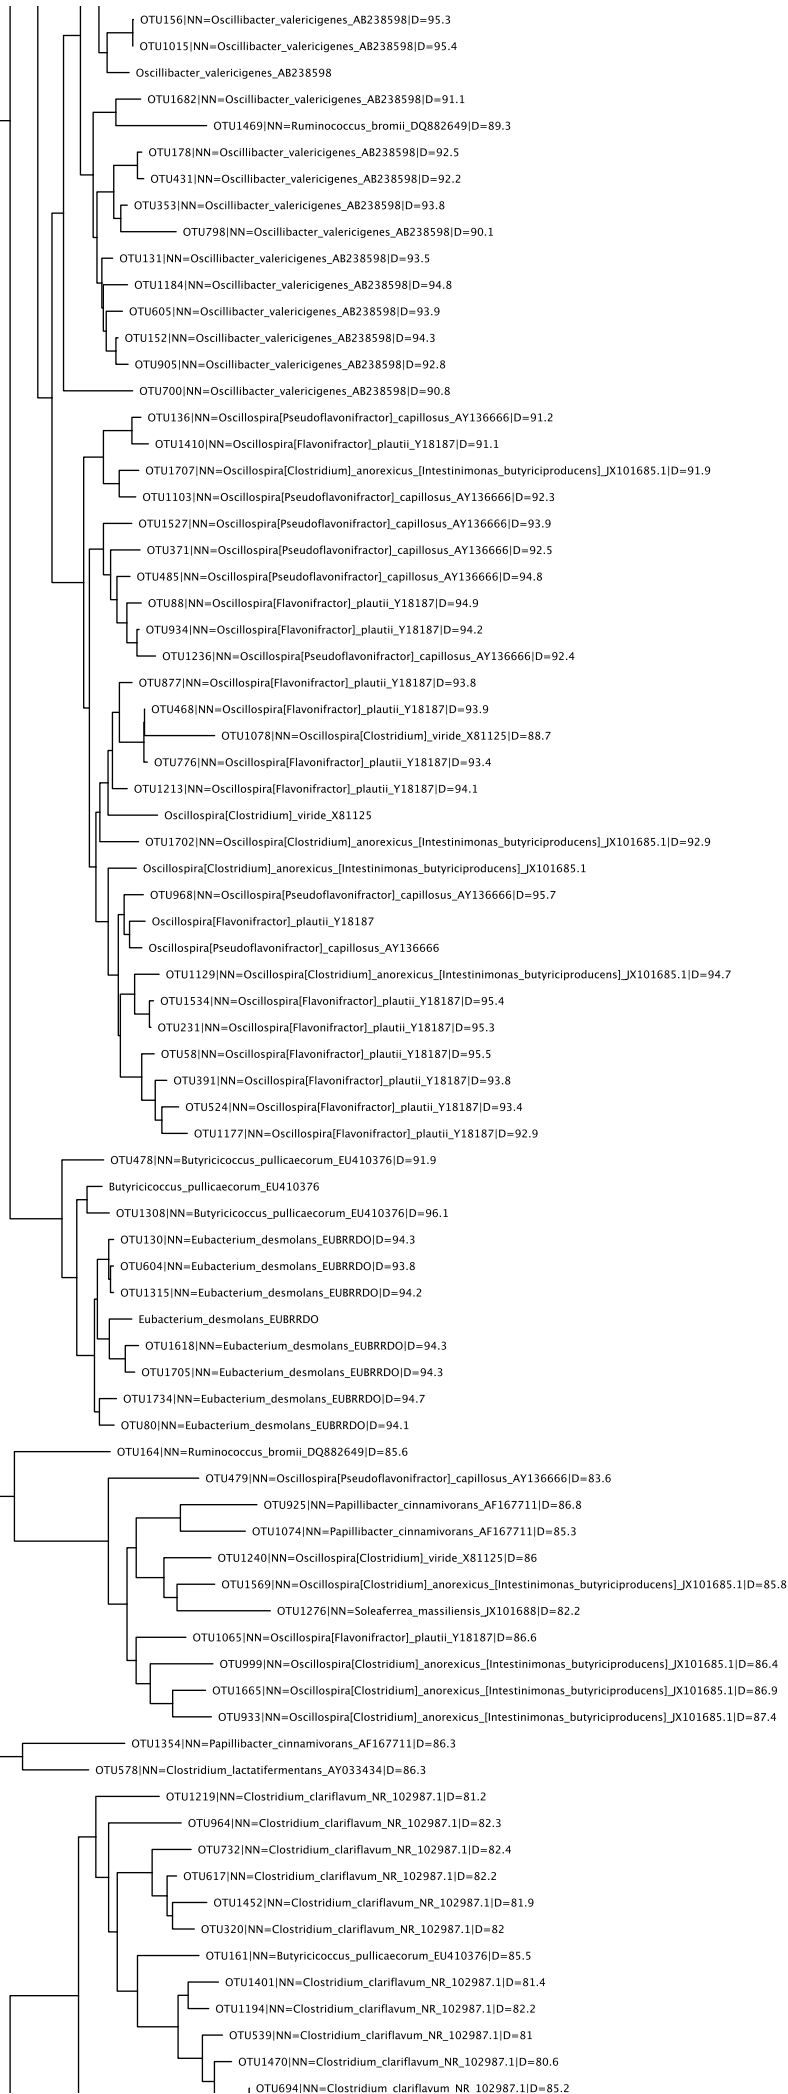 OTU156|NN=Oscillibacter_valericigenes_AB238598|D=95.3
OTU1015|NN=Oscillibacter_valericigenes_AB238598|D=95.4
Oscillibacter_valericigenes_AB238598
OTU1682|NN=Oscillibacter_valericigenes_AB238598|D=91.1
OTU1469|NN=Ruminococcus_bromii_DQ882649|D=89.3
OTU178|NN=Oscillibacter_valericigenes_AB238598|D=92.5
OTU431|NN=Oscillibacter_valericigenes_AB238598|D=92.2
OTU353|NN=Oscillibacter_valericigenes_AB238598|D=93.8
OTU798|NN=Oscillibacter_valericigenes_AB238598|D=90.1
OTU131|NN=Oscillibacter_valericigenes_AB238598|D=93.5
OTU1184|NN=Oscillibacter_valericigenes_AB238598|D=94.8
OTU605|NN=Oscillibacter_valericigenes_AB238598|D=93.9
OTU152|NN=Oscillibacter_valericigenes_AB238598|D=94.3
OTU905|NN=Oscillibacter_valericigenes_AB238598|D=92.8
OTU700|NN=Oscillibacter_valericigenes_AB238598|D=90.8
OTU136|NN=Oscillospira[Pseudoflavonifractor]_capillosus_AY136666|D=91.2
OTU1410|NN=Oscillospira[Flavonifractor]_plautii_Y18187|D=91.1
OTU1707|NN=Oscillospira[Clostridium]_anorexicus_[Intestinimonas_butyriciproducens]_JX101685.1|D=91.9
OTU1103|NN=Oscillospira[Pseudoflavonifractor]_capillosus_AY136666|D=92.3
OTU1527|NN=Oscillospira[Pseudoflavonifractor]_capillosus_AY136666|D=93.9
OTU371|NN=Oscillospira[Pseudoflavonifractor]_capillosus_AY136666|D=92.5
OTU485|NN=Oscillospira[Pseudoflavonifractor]_capillosus_AY136666|D=94.8
OTU88|NN=Oscillospira[Flavonifractor]_plautii_Y18187|D=94.9
OTU934|NN=Oscillospira[Flavonifractor]_plautii_Y18187|D=94.2
OTU1236|NN=Oscillospira[Pseudoflavonifractor]_capillosus_AY136666|D=92.4
OTU877|NN=Oscillospira[Flavonifractor]_plautii_Y18187|D=93.8
OTU468|NN=Oscillospira[Flavonifractor]_plautii_Y18187|D=93.9
OTU1078|NN=Oscillospira[Clostridium]_viride_X81125|D=88.7
OTU776|NN=Oscillospira[Flavonifractor]_plautii_Y18187|D=93.4
OTU1213|NN=Oscillospira[Flavonifractor]_plautii_Y18187|D=94.1
Oscillospira[Clostridium]_viride_X81125
OTU1702|NN=Oscillospira[Clostridium]_anorexicus_[Intestinimonas_butyriciproducens]_JX101685.1|D=92.9
Oscillospira[Clostridium]_anorexicus_[Intestinimonas_butyriciproducens]_JX101685.1
OTU968|NN=Oscillospira[Pseudoflavonifractor]_capillosus_AY136666|D=95.7
Oscillospira[Flavonifractor]_plautii_Y18187
Oscillospira[Pseudoflavonifractor]_capillosus_AY136666
OTU1129|NN=Oscillospira[Clostridium]_anorexicus_[Intestinimonas_butyriciproducens]_JX101685.1|D=94.7
OTU1534|NN=Oscillospira[Flavonifractor]_plautii_Y18187|D=95.4
OTU231|NN=Oscillospira[Flavonifractor]_plautii_Y18187|D=95.3
OTU58|NN=Oscillospira[Flavonifractor]_plautii_Y18187|D=95.5
OTU391|NN=Oscillospira[Flavonifractor]_plautii_Y18187|D=93.8
OTU524|NN=Oscillospira[Flavonifractor]_plautii_Y18187|D=93.4
OTU1177|NN=Oscillospira[Flavonifractor]_plautii_Y18187|D=92.9
OTU478|NN=Butyricicoccus_pullicaecorum_EU410376|D=91.9
Butyricicoccus_pullicaecorum_EU410376
OTU1308|NN=Butyricicoccus_pullicaecorum_EU410376|D=96.1
OTU130|NN=Eubacterium_desmolans_EUBRRDO|D=94.3
OTU604|NN=Eubacterium_desmolans_EUBRRDO|D=93.8
OTU1315|NN=Eubacterium_desmolans_EUBRRDO|D=94.2
Eubacterium_desmolans_EUBRRDO
OTU1618|NN=Eubacterium_desmolans_EUBRRDO|D=94.3
OTU1705|NN=Eubacterium_desmolans_EUBRRDO|D=94.3
OTU1734|NN=Eubacterium_desmolans_EUBRRDO|D=94.7
OTU80|NN=Eubacterium_desmolans_EUBRRDO|D=94.1
OTU164|NN=Ruminococcus_bromii_DQ882649|D=85.6
OTU479|NN=Oscillospira[Pseudoflavonifractor]_capillosus_AY136666|D=83.6
OTU925|NN=Papillibacter_cinnamivorans_AF167711|D=86.8
OTU1074|NN=Papillibacter_cinnamivorans_AF167711|D=85.3
OTU1240|NN=Oscillospira[Clostridium]_viride_X81125|D=86
OTU1569|NN=Oscillospira[Clostridium]_anorexicus_[Intestinimonas_butyriciproducens]_JX101685.1|D=85.8
OTU1276|NN=Soleaferrea_massiliensis_JX101688|D=82.2
OTU1065|NN=Oscillospira[Flavonifractor]_plautii_Y18187|D=86.6
OTU999|NN=Oscillospira[Clostridium]_anorexicus_[Intestinimonas_butyriciproducens]_JX101685.1|D=86.4
OTU1665|NN=Oscillospira[Clostridium]_anorexicus_[Intestinimonas_butyriciproducens]_JX101685.1|D=86.9
OTU933|NN=Oscillospira[Clostridium]_anorexicus_[Intestinimonas_butyriciproducens]_JX101685.1|D=87.4
OTU1354|NN=Papillibacter_cinnamivorans_AF167711|D=86.3
OTU578|NN=Clostridium_lactatifermentans_AY033434|D=86.3
OTU1219|NN=Clostridium_clariflavum_NR_102987.1|D=81.2
OTU964|NN=Clostridium_clariflavum_NR_102987.1|D=82.3
OTU732|NN=Clostridium_clariflavum_NR_102987.1|D=82.4
OTU617|NN=Clostridium_clariflavum_NR_102987.1|D=82.2
OTU1452|NN=Clostridium_clariflavum_NR_102987.1|D=81.9
OTU320|NN=Clostridium_clariflavum_NR_102987.1|D=82
OTU161|NN=Butyricicoccus_pullicaecorum_EU410376|D=85.5
OTU1401|NN=Clostridium_clariflavum_NR_102987.1|D=81.4
OTU1194|NN=Clostridium_clariflavum_NR_102987.1|D=82.2
OTU539|NN=Clostridium_clariflavum_NR_102987.1|D=81
OTU1470|NN=Clostridium_clariflavum_NR_102987.1|D=80.6
OTU694|NN=Clostridium_clariflavum_NR_102987.1|D=85.2